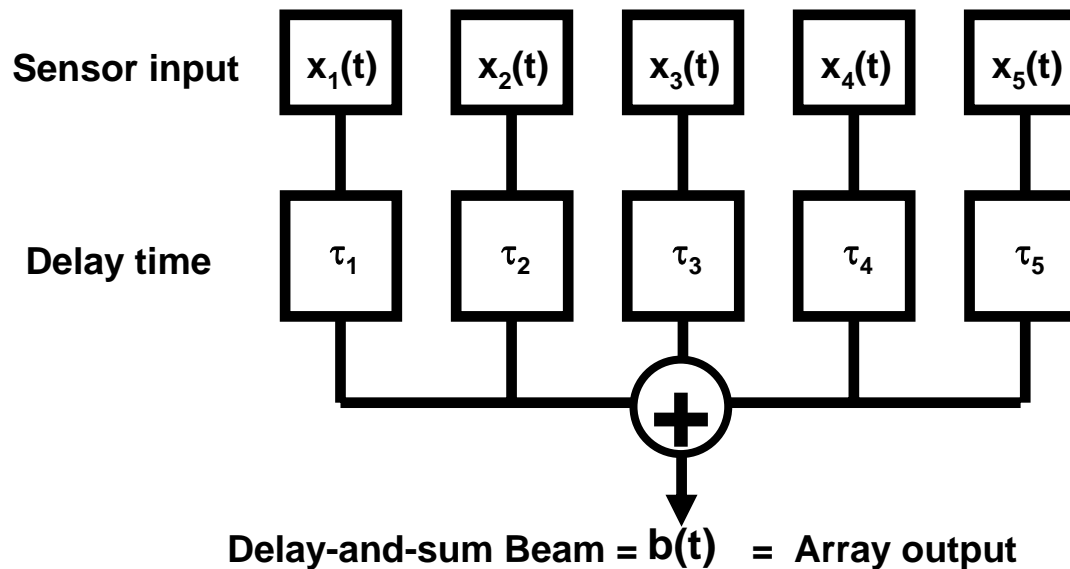 Sensor input x₁(t) x₂(t) x₃(t) x₄(t) x₅(t)
Delay time τ₁ τ₂ τ₃ τ₄ τ₅
+
Delay-and-sum Beam = b(t) = Array output